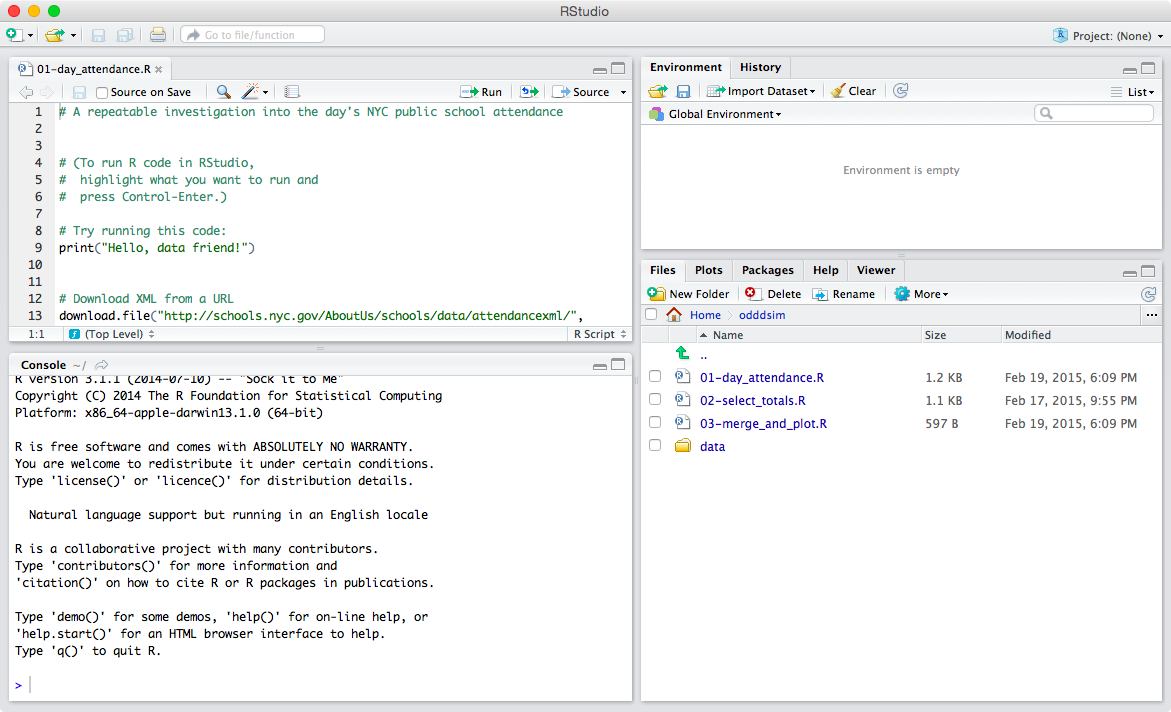 RStudio
Go to file/function
Project: (None)
01-day_attendance.R
Source on Save
Run
Source
1 # A repeatable investigation into the day's NYC public school attendance
2
3
4 # (To run R code in RStudio,
5 #  highlight what you want to run and
6 #  press Control-Enter.)
7
8 # Try running this code:
9 print("Hello, data friend!")
10
11
12 # Download XML from a URL
13 download.file("http://schools.nyc.gov/AboutUs/schools/data/attendancexml/",
1:1 (Top Level) R Script
Console ~/
R version 3.1.1 (2014-07-10) -- "Sock it to Me"
Copyright (C) 2014 The R Foundation for Statistical Computing
Platform: x86_64-apple-darwin13.1.0 (64-bit)
R is free software and comes with ABSOLUTELY NO WARRANTY.
You are welcome to redistribute it under certain conditions.
Type 'license()' or 'licence()' for distribution details.
Natural language support but running in an English locale
R is a collaborative project with many contributors.
Type 'contributors()' for more information and
'citation()' on how to cite R or R packages in publications.
Type 'demo()' for some demos, 'help()' for on-line help, or
'help.start()' for an HTML browser interface to help.
Type 'q()' to quit R.
>
Environment History
Import Dataset Clear List
Global Environment
Environment is empty
Files Plots Packages Help Viewer
New Folder Delete Rename More
Home odddsim
Name Size Modified
..
01-day_attendance.R 1.2 KB Feb 19, 2015, 6:09 PM
02-select_totals.R 1.1 KB Feb 17, 2015, 9:55 PM
03-merge_and_plot.R 597 B Feb 19, 2015, 6:09 PM
data